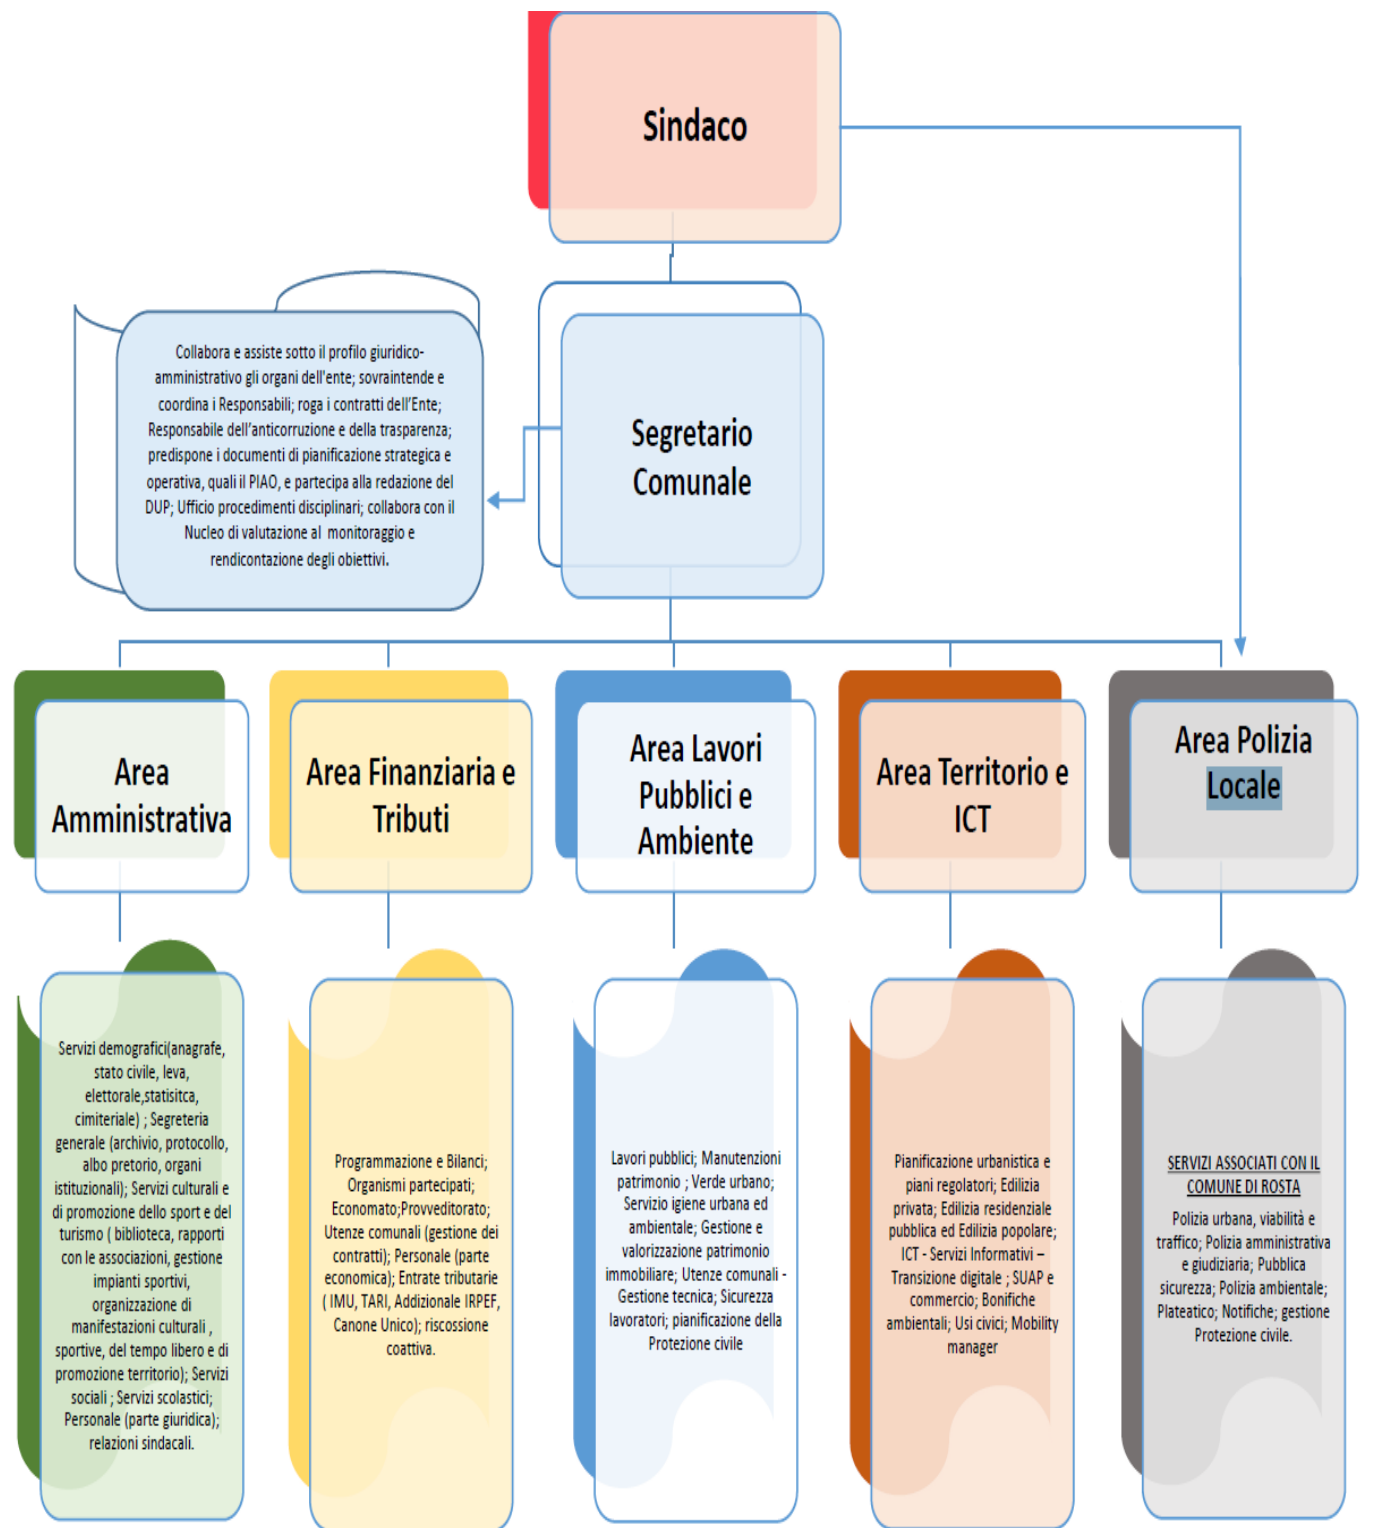 Sindaco
Collabora e assiste sotto il profilo giuridico-
amministrativo gli organi dell'ente; sovraintende e
coordina i Responsabili; roga i contratti dell'Ente;
Responsabile dell'anticorruzione e della trasparenza;
predispone i documenti di pianificazione strategica e
operativa, quali il PIAO, e partecipa alla redazione del
DUP; Ufficio procedimenti disciplinari; collabora con il
Nucleo di valutazione al monitoraggio e
rendicontazione degli obiettivi.
Segretario
Comunale
Area
Amministrativa
Area Finanziaria e
Tributi
Area Lavori
Pubblici e
Ambiente
Area Territorio e
ICT
Area Polizia
Locale
Servizi demografici(anagrafe,
stato civile, leva,
elettorale,statisitca,
cimiteriale) ; Segreteria
generale (archivio, protocollo,
albo pretorio, organi
istituzionali); Servizi culturali e
di promozione dello sport e del
turismo ( biblioteca, rapporti
con le associazioni, gestione
impianti sportivi,
organizzazione di
manifestazioni culturali ,
sportive, del tempo libero e di
promozione territorio); Servizi
sociali ; Servizi scolastici;
Personale (parte giuridica);
relazioni sindacali.
Programmazione e Bilanci;
Organismi partecipati;
Economato;Provveditorato;
Utenze comunali (gestione dei
contratti); Personale (parte
economica); Entrate tributarie
( IMU, TARI, Addizionale IRPEF,
Canone Unico); riscossione
coattiva.
Lavori pubblici; Manutenzioni
patrimonio ; Verde urbano;
Servizio igiene urbana ed
ambientale; Gestione e
valorizzazione patrimonio
immobiliare; Utenze comunali -
Gestione tecnica; Sicurezza
lavoratori; pianificazione della
Protezione civile
Pianificazione urbanistica e
piani regolatori; Edilizia
privata; Edilizia residenziale
pubblica ed Edilizia popolare;
ICT - Servizi Informativi –
Transizione digitale ; SUAP e
commercio; Bonifiche
ambientali; Usi civici; Mobility
manager
SERVIZI ASSOCIATI CON IL
COMUNE DI ROSTA
Polizia urbana, viabilità e
traffico; Polizia amministrativa
e giudiziaria; Pubblica
sicurezza; Polizia ambientale;
Plateatico; Notifiche; gestione
Protezione civile.